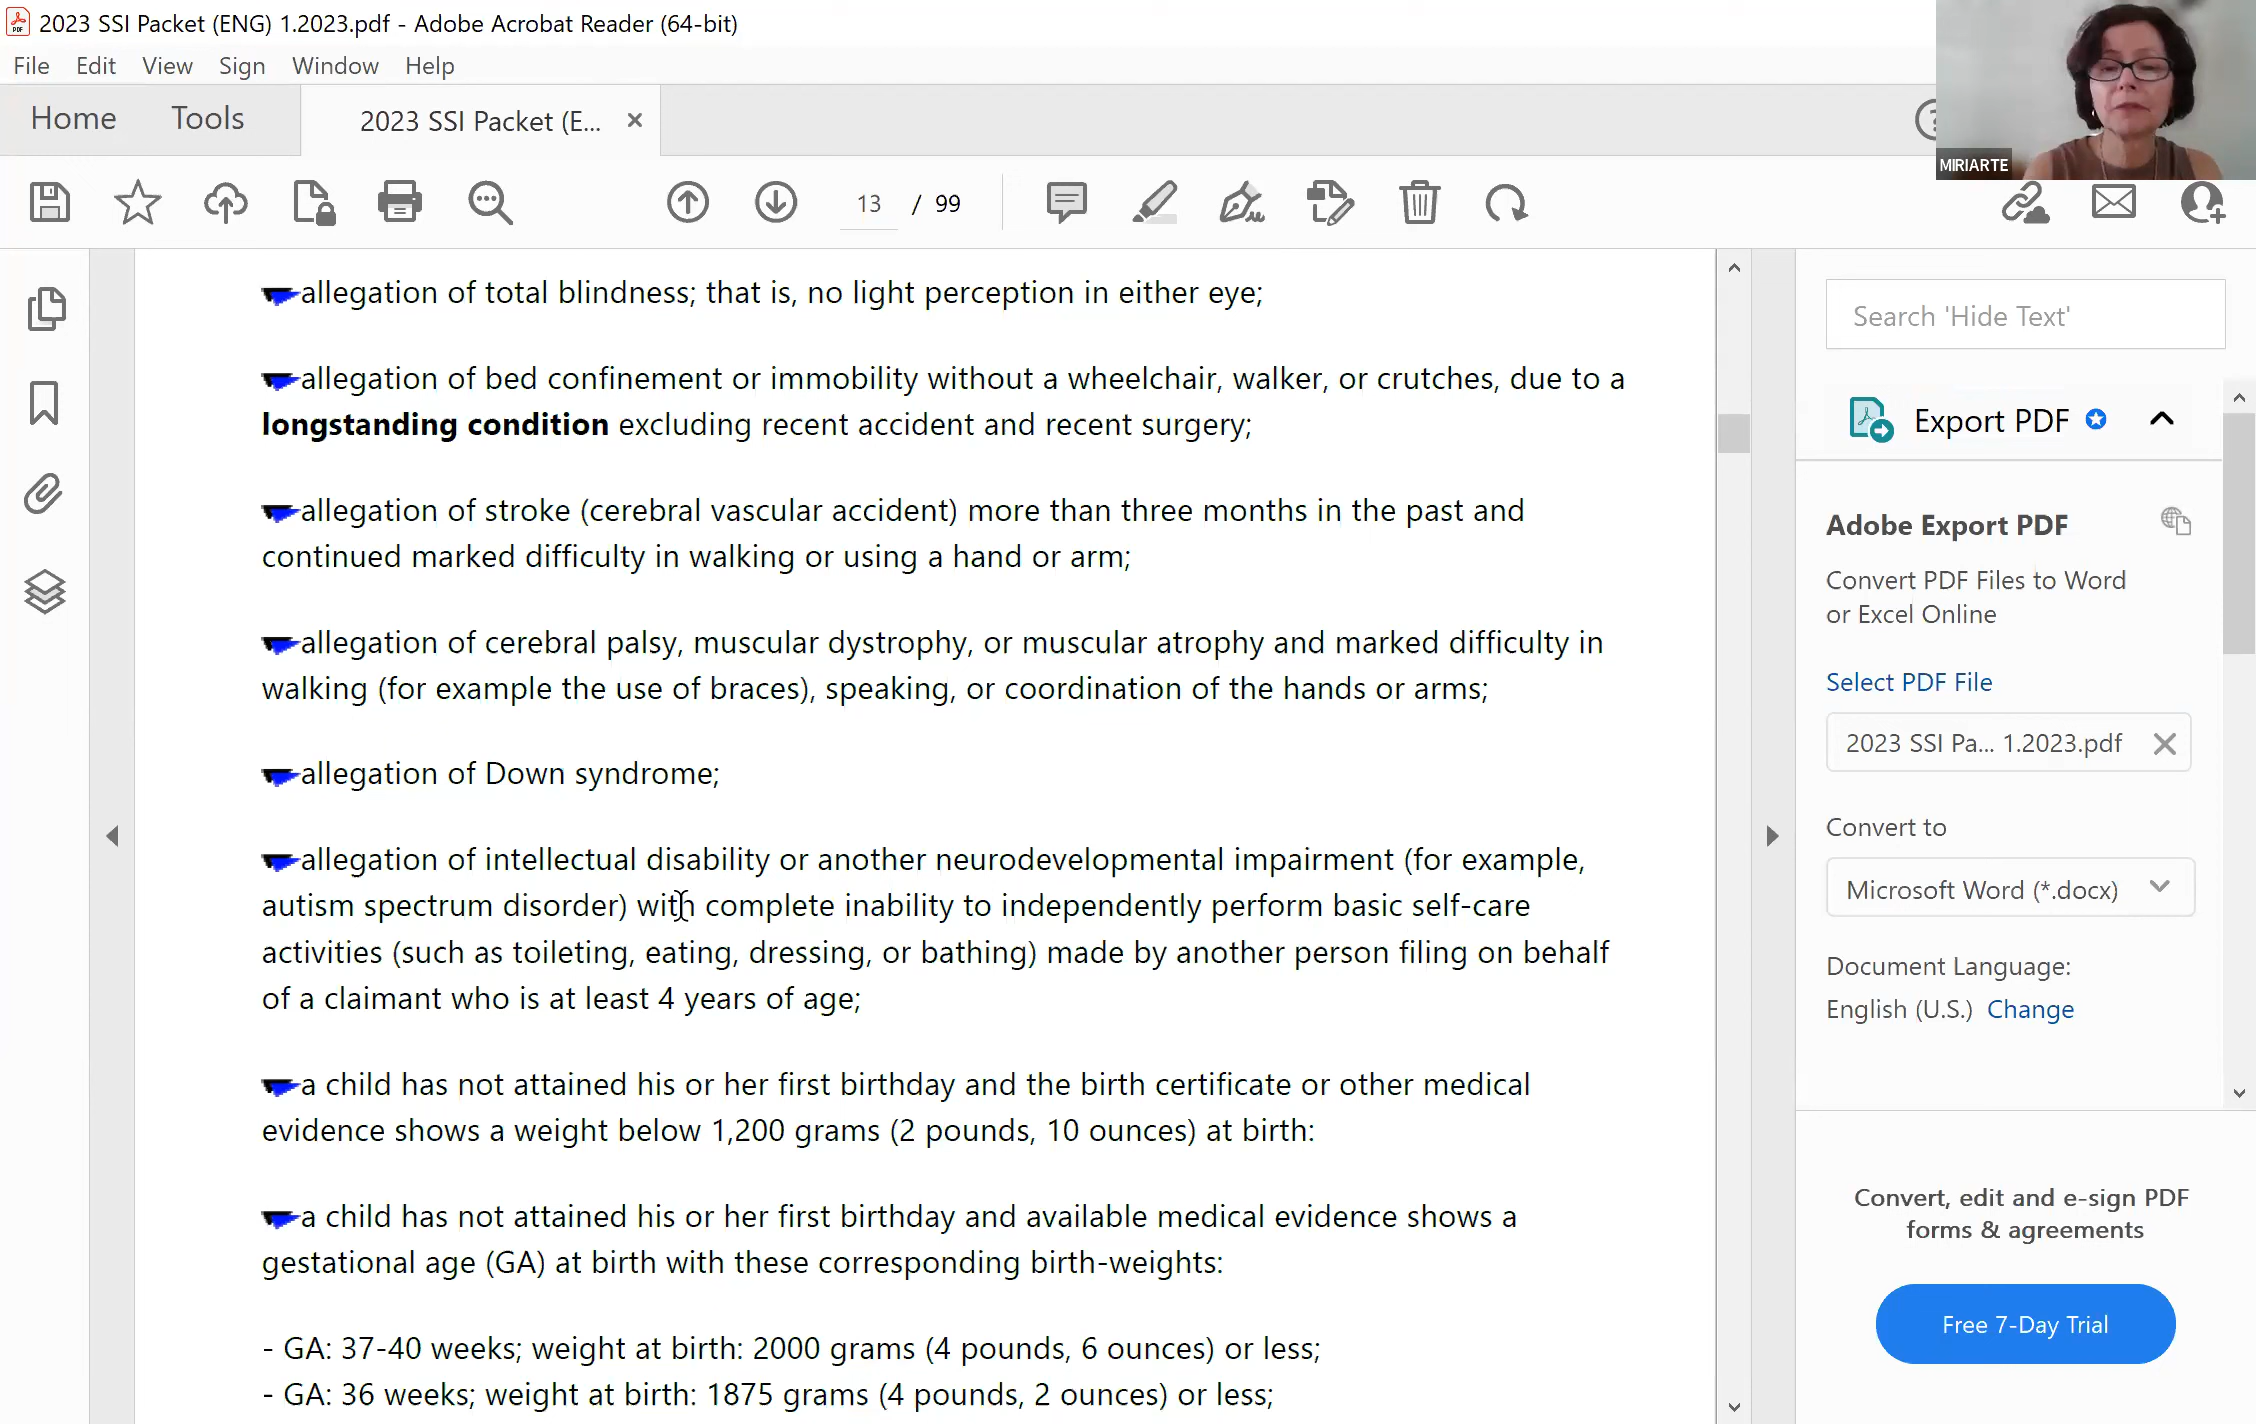 2023 SSI Packet (ENG) 1.2023.pdf - Adobe Acrobat Reader (64-bit)
File Edit View Sign Window Help
Home Tools 2023 SSI Packet (E... ×
MIRIARTE
13 / 99
allegation of total blindness; that is, no light perception in either eye;
allegation of bed confinement or immobility without a wheelchair, walker, or crutches, due to a
longstanding condition excluding recent accident and recent surgery;
allegation of stroke (cerebral vascular accident) more than three months in the past and
continued marked difficulty in walking or using a hand or arm;
allegation of cerebral palsy, muscular dystrophy, or muscular atrophy and marked difficulty in
walking (for example the use of braces), speaking, or coordination of the hands or arms;
allegation of Down syndrome;
allegation of intellectual disability or another neurodevelopmental impairment (for example,
autism spectrum disorder) with complete inability to independently perform basic self-care
activities (such as toileting, eating, dressing, or bathing) made by another person filing on behalf
of a claimant who is at least 4 years of age;
a child has not attained his or her first birthday and the birth certificate or other medical
evidence shows a weight below 1,200 grams (2 pounds, 10 ounces) at birth:
a child has not attained his or her first birthday and available medical evidence shows a
gestational age (GA) at birth with these corresponding birth-weights:
- GA: 37-40 weeks; weight at birth: 2000 grams (4 pounds, 6 ounces) or less;
- GA: 36 weeks; weight at birth: 1875 grams (4 pounds, 2 ounces) or less;
Search 'Hide Text'
Export PDF
Adobe Export PDF
Convert PDF Files to Word
or Excel Online
Select PDF File
2023 SSI Pa... 1.2023.pdf
Convert to
Microsoft Word (*.docx)
Document Language:
English (U.S.) Change
Convert, edit and e-sign PDF
forms & agreements
Free 7-Day Trial